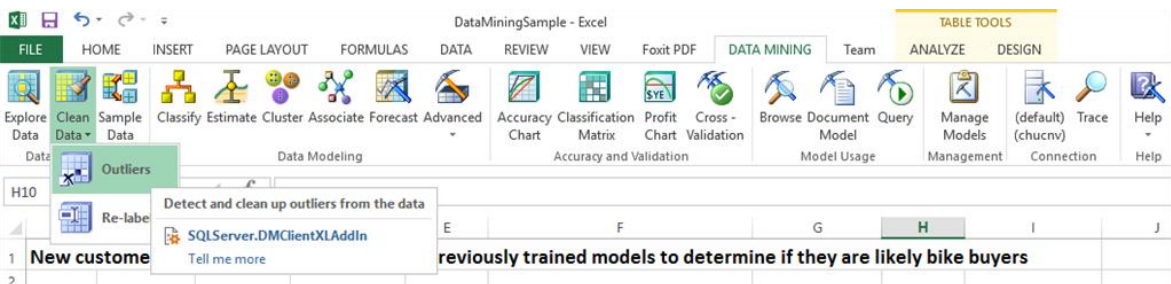 DataMiningSample - Excel
TABLE TOOLS
FILE HOME INSERT PAGE LAYOUT FORMULAS DATA REVIEW VIEW Foxit PDF DATA MINING Team ANALYZE DESIGN
Explore Clean Sample Classify Estimate Cluster Associate Forecast Advanced Accuracy Classification Profit Cross - Browse Document Query Manage (default) Trace Help
Data Data Data Chart Matrix Chart Validation Model Models (chucnv)
Data Data Modeling Accuracy and Validation Model Usage Management Connection Help
Outliers
H10
Detect and clean up outliers from the data
Re-labe
SQLServer.DMClientXLAddIn
Tell me more
E F G H I J
1 New custome reviously trained models to determine if they are likely bike buyers
2